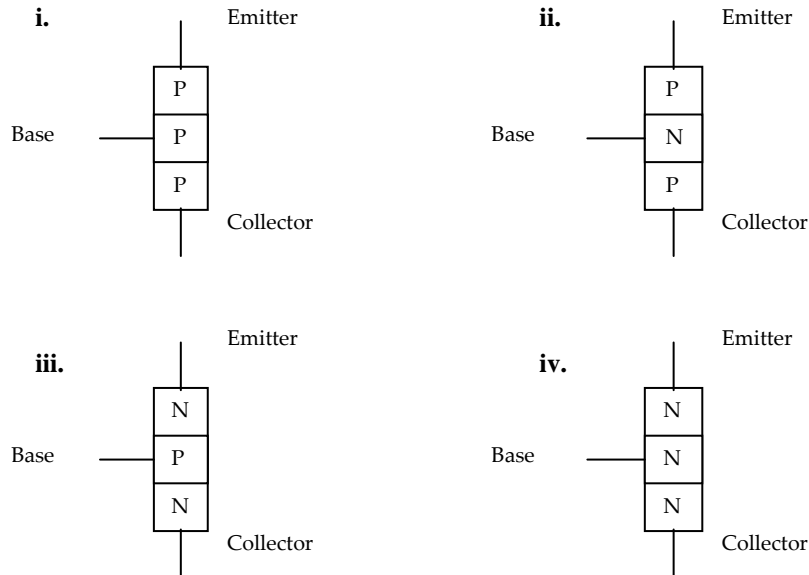 i.
Emitter
P
Base
P
P
Collector
ii.
Emitter
P
Base
N
P
Collector
iii.
Emitter
N
Base
P
N
Collector
iv.
Emitter
N
Base
N
N
Collector